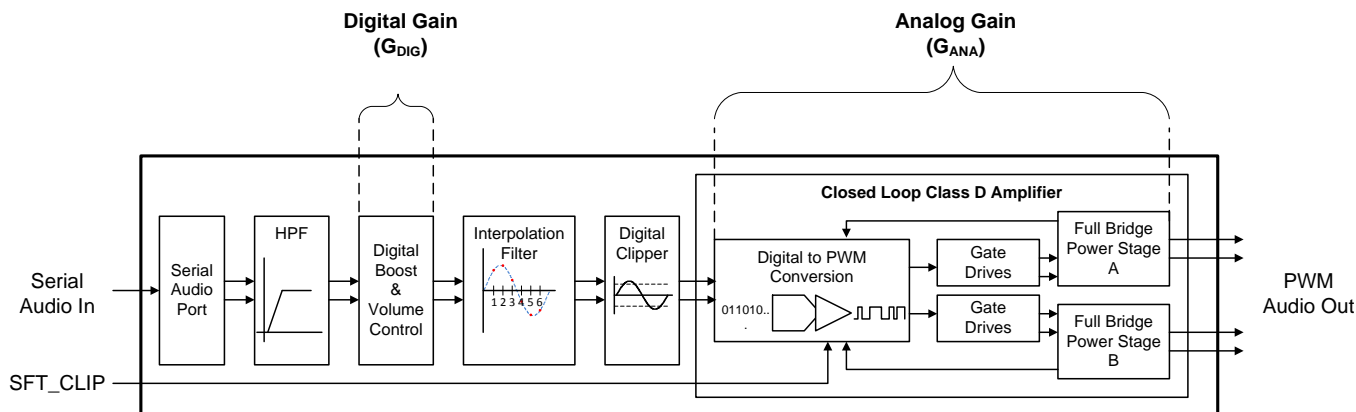 Digital Gain
(GDIG)
Analog Gain
(GANA)
Closed Loop Class D Amplifier
Serial
Audio In
Serial
Audio
Port
HPF
Digital
Boost
&
Volume
Control
Interpolation
Filter
1 2 3 4 5 6
Digital
Clipper
Digital to PWM
Conversion
011010..
.
Gate
Drives
Gate
Drives
Full Bridge
Power Stage
A
Full Bridge
Power Stage
B
PWM
Audio Out
SFT_CLIP